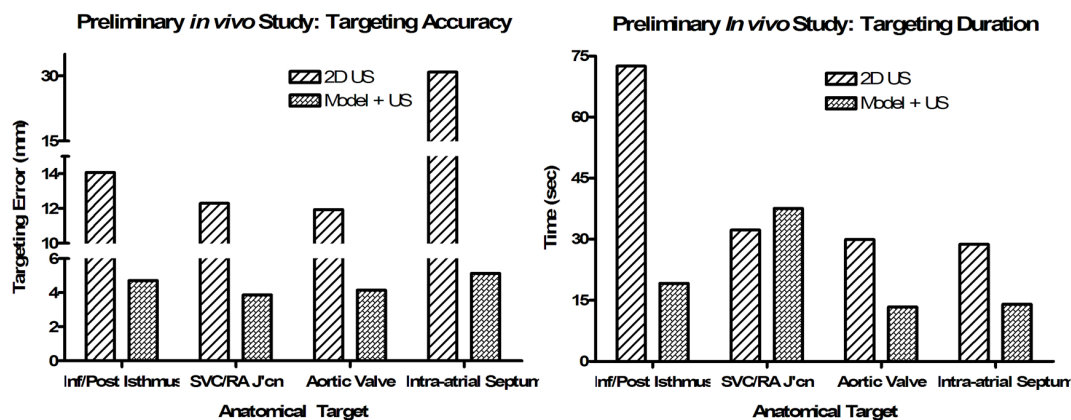 Preliminary in vivo Study: Targeting Accuracy
30
15
14
12
10
6
4
2
0
Targeting Error (mm)
2D US
Model + US
Inf/Post Isthmus SVC/RA J'cn Aortic Valve Intra-atrial Septum
Anatomical Target
Preliminary In vivo Study: Targeting Duration
75
60
45
30
15
0
Time (sec)
2D US
Model + US
Inf/Post Isthmus SVC/RA J'cn Aortic Valve Intra-atrial Septum
Anatomical Target